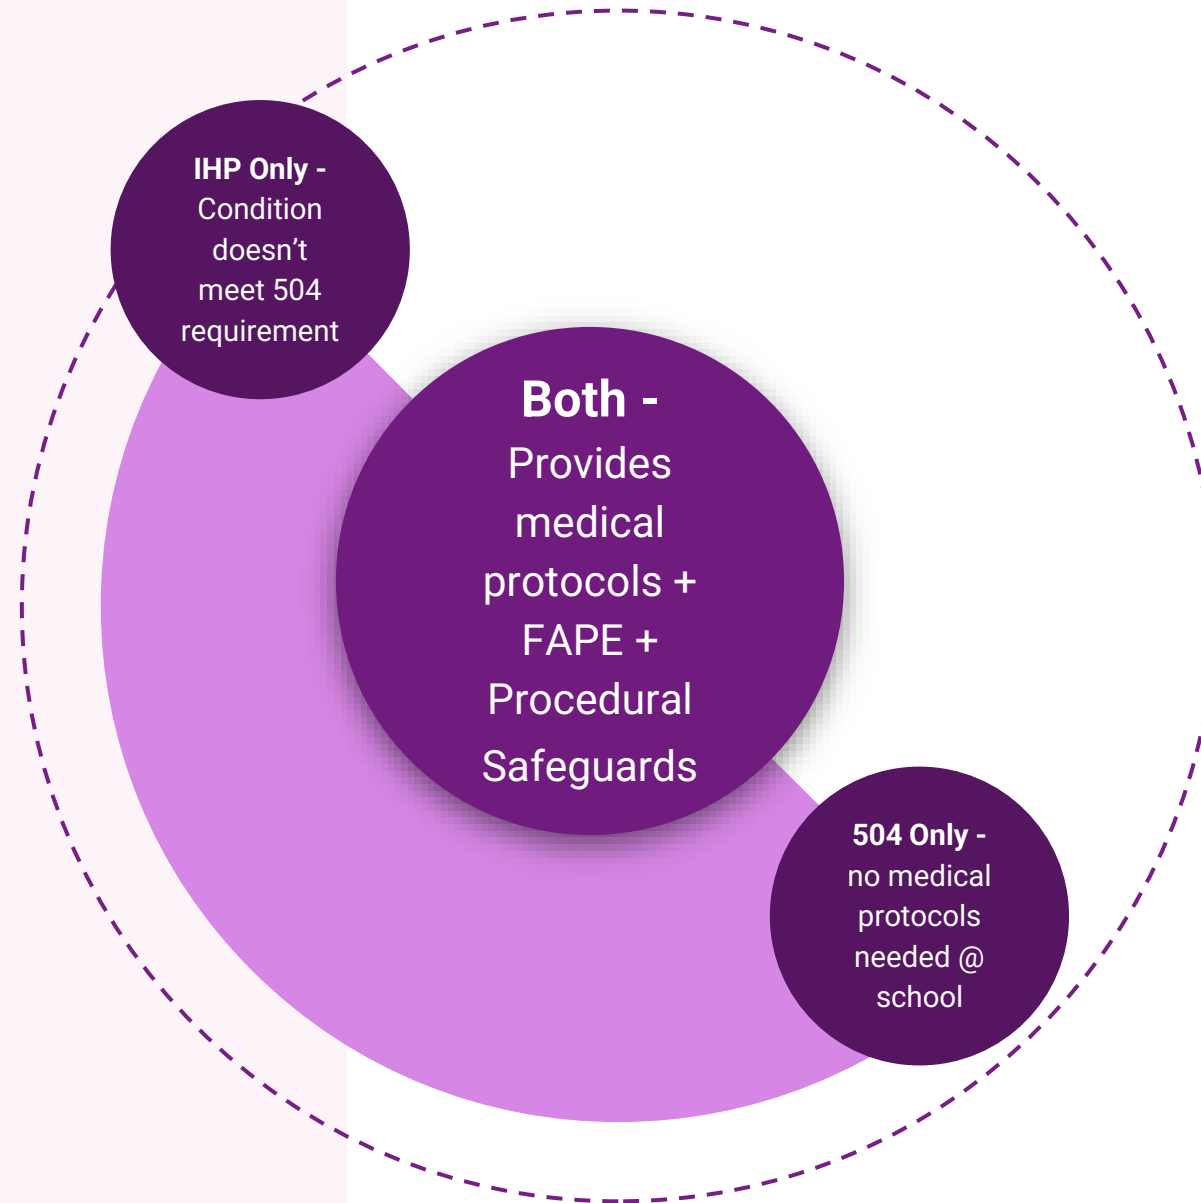 IHP Only -
Condition
doesn’t
meet 504
requirement
Both -
Provides
medical
protocols +
FAPE +
Procedural
Safeguards
504 Only -
no medical
protocols
needed @
school